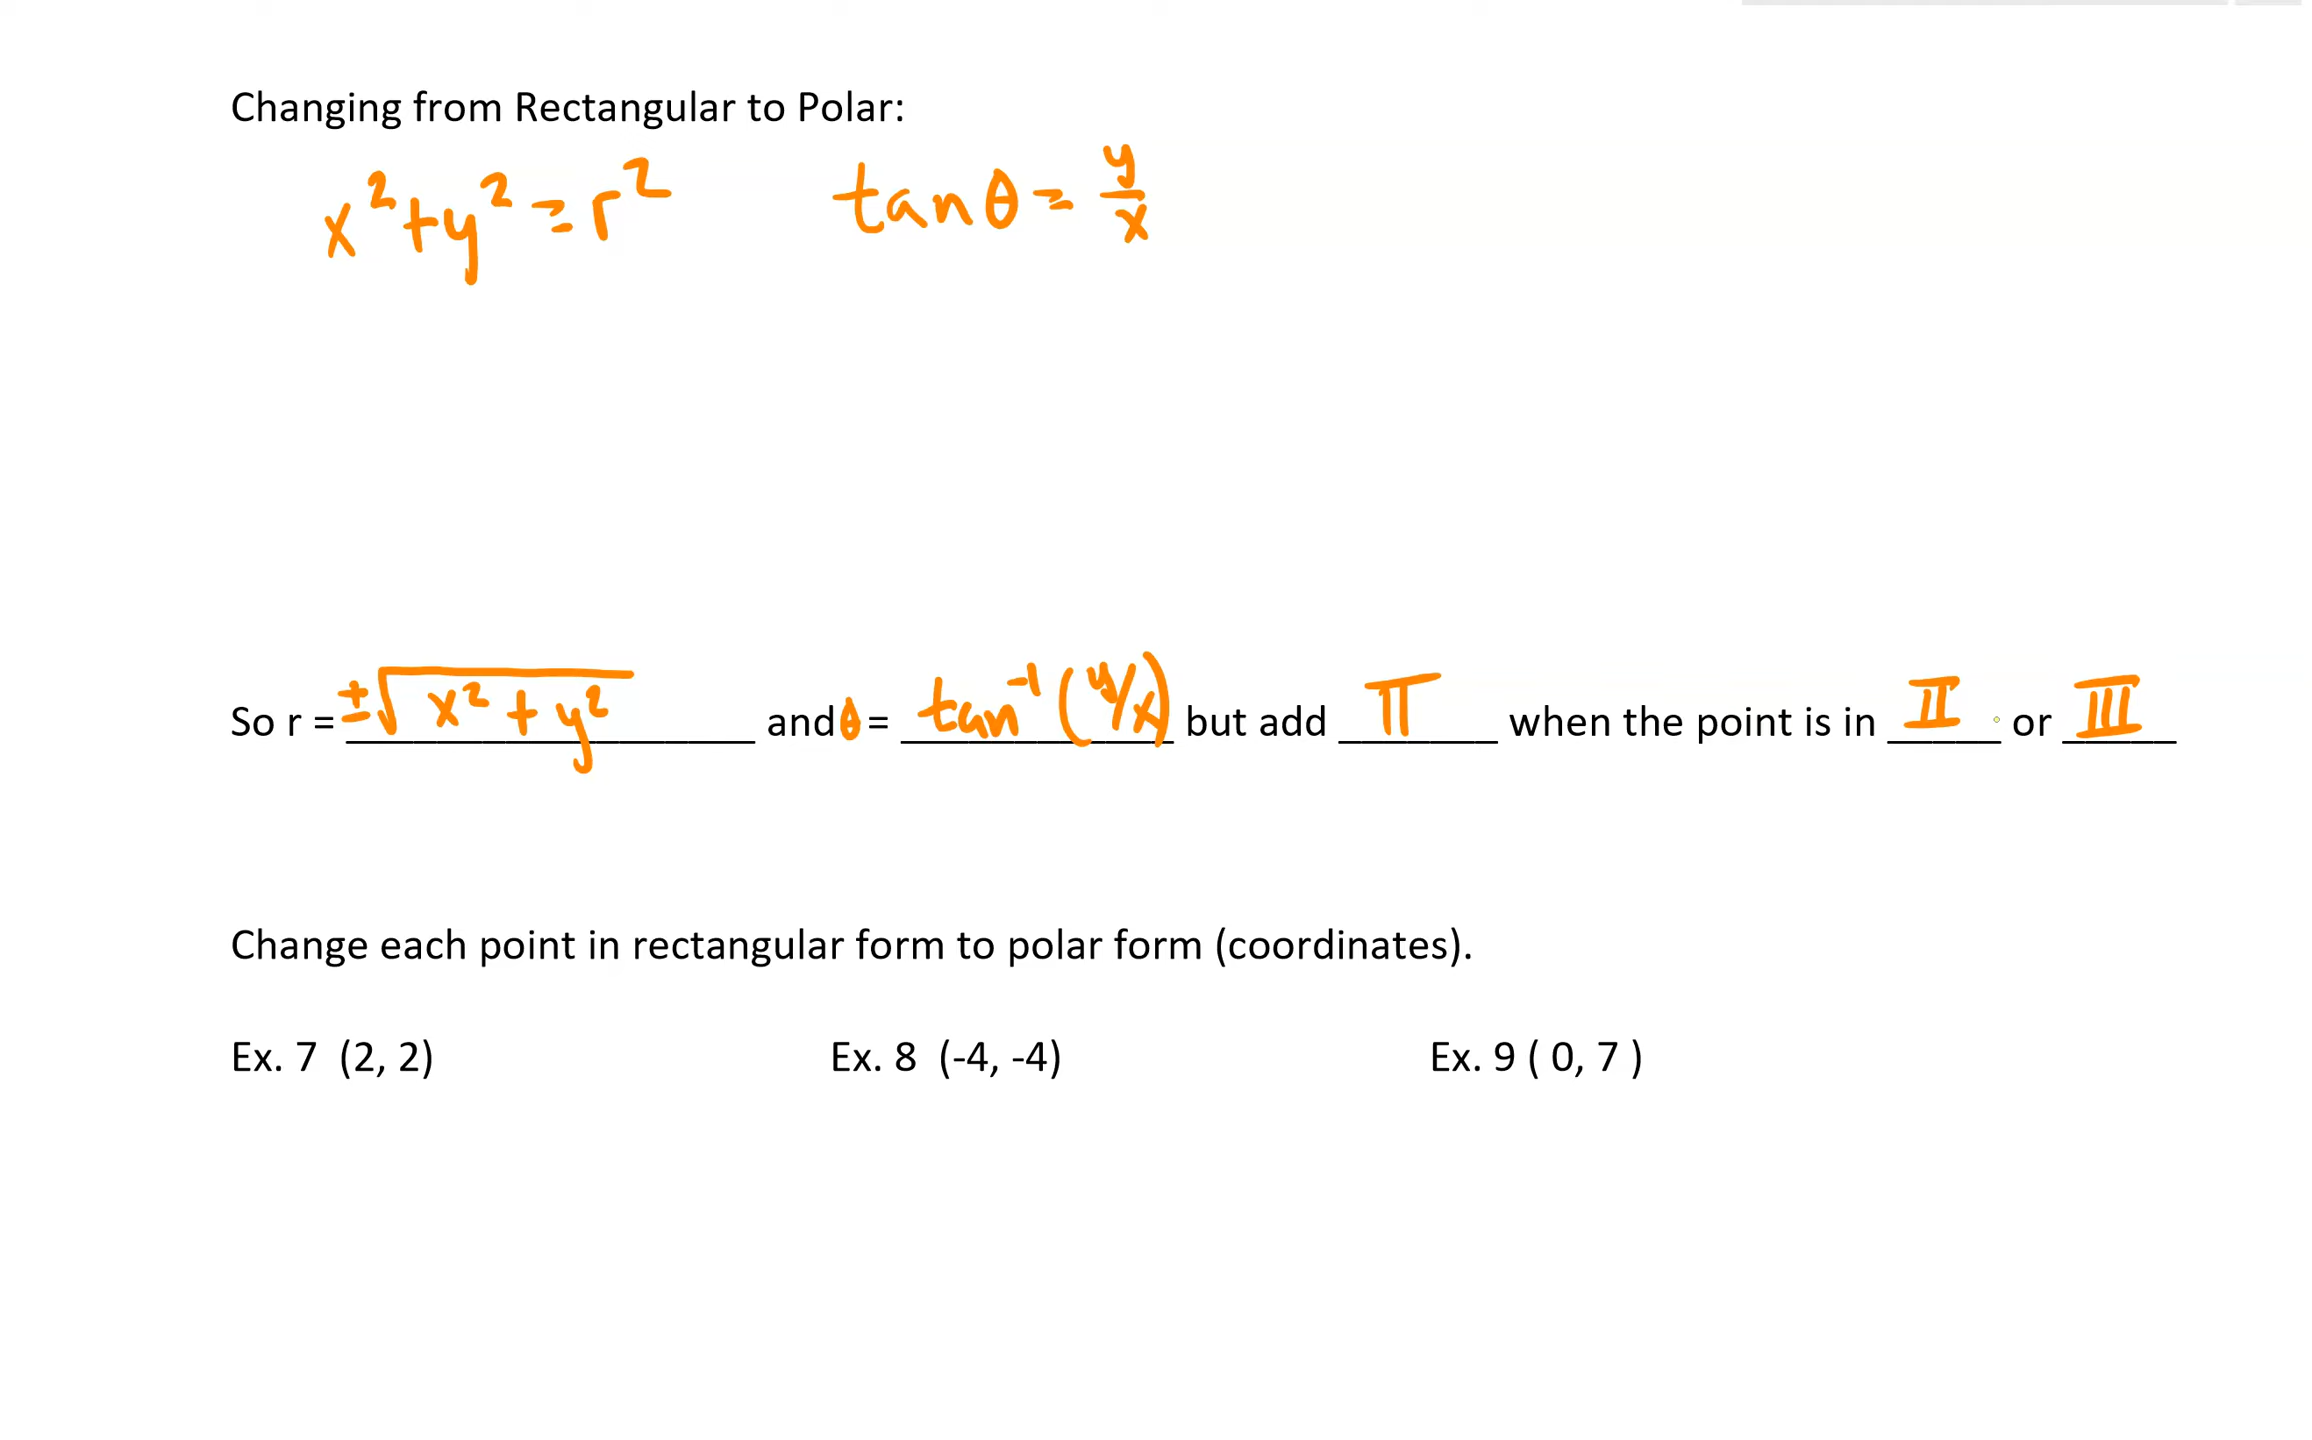 Changing from Rectangular to Polar:
x²+y²=r² tanθ=y/x
So r = ±√x²+y² and θ = tan⁻¹(y/x) but add π when the point is in II or III
Change each point in rectangular form to polar form (coordinates).
Ex. 7 (2, 2) Ex. 8 (-4, -4) Ex. 9 ( 0, 7 )